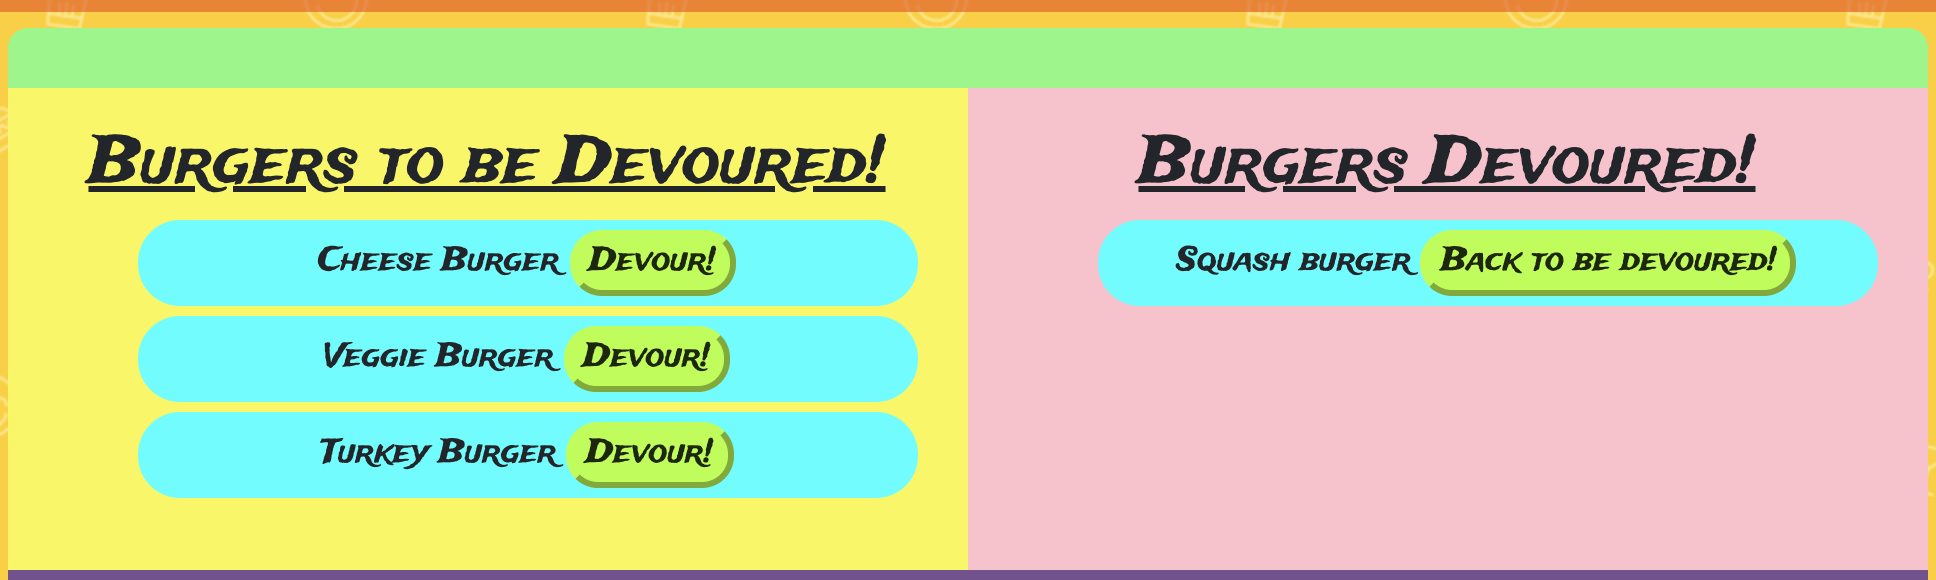 Burgers to be Devoured!
Cheese Burger Devour!
Veggie Burger Devour!
Turkey Burger Devour!
Burgers Devoured!
Squash burger Back to be devoured!